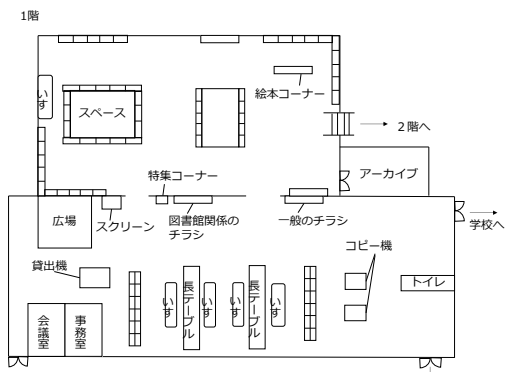 1階
いす
スペース
絵本コーナー
2階へ
特集コーナー
アーカイブ
広場
スクリーン
図書館関係の
チラシ
一般のチラシ
学校へ
コピー機
貸出機
トイレ
いす
長テーブル
いす
いす
長テーブル
いす
会議室
事務室